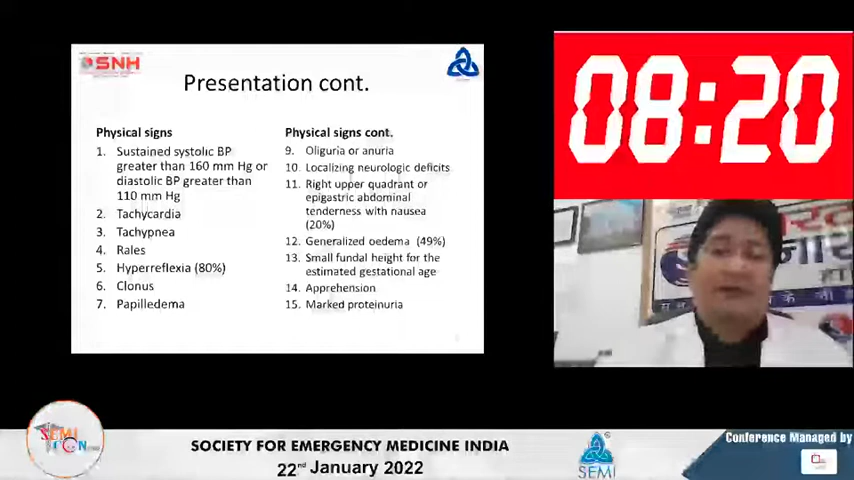 SNH
Presentation cont.
Physical signs
1. Sustained systolic BP
greater than 160 mm Hg or
diastolic BP greater than
110 mm Hg
2. Tachycardia
3. Tachypnea
4. Rales
5. Hyperreflexia (80%)
6. Clonus
7. Papilledema
Physical signs cont.
9. Oliguria or anuria
10. Localizing neurologic deficits
11. Right upper quadrant or
epigastric abdominal
tenderness with nausea
(20%)
12. Generalized oedema (49%)
13. Small fundal height for the
estimated gestational age
14. Apprehension
15. Marked proteinuria
08:20
SOCIETY FOR EMERGENCY MEDICINE INDIA
22nd January 2022
SEMI
Conference Managed by